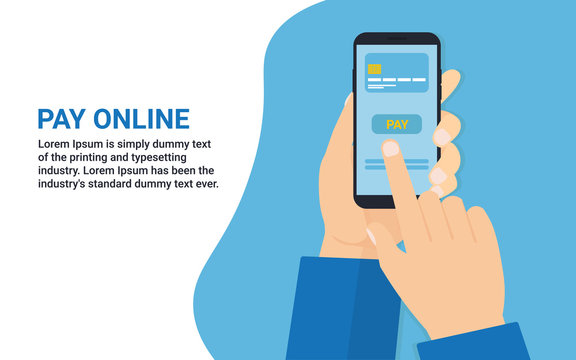 PAY ONLINE
Lorem Ipsum is simply dummy text
of the printing and typesetting
industry. Lorem Ipsum has been the
industry's standard dummy text ever.
PAY